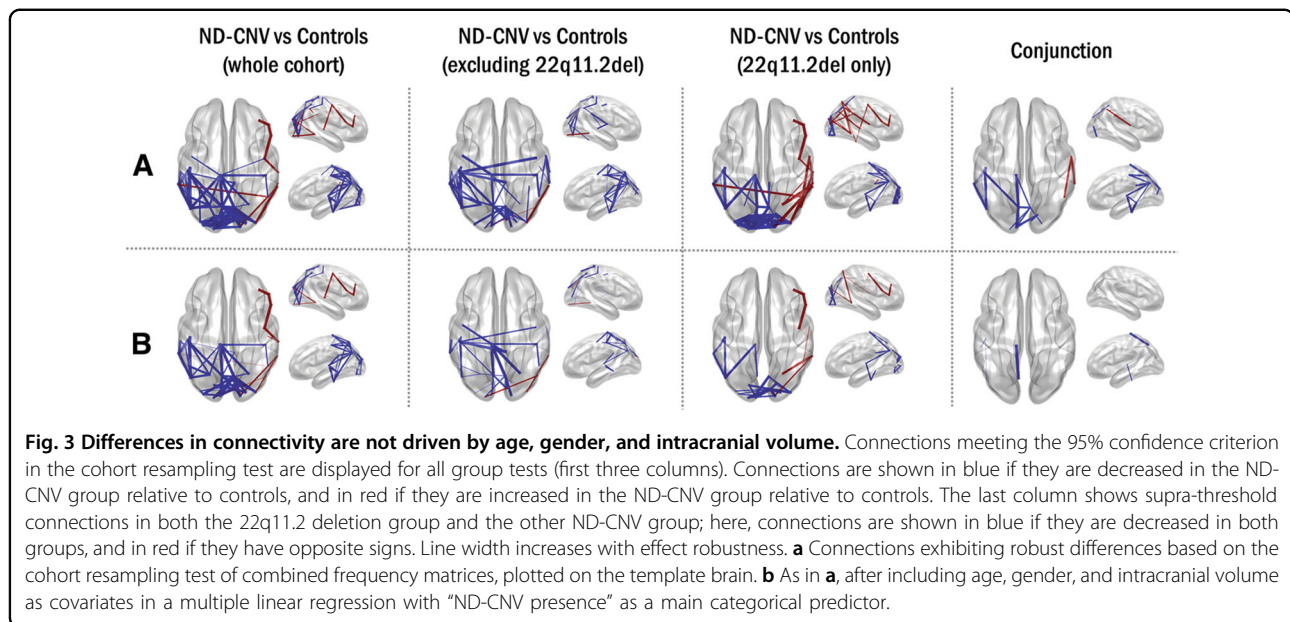 ND-CNV vs Controls
(whole cohort)
ND-CNV vs Controls
(excluding 22q11.2del)
ND-CNV vs Controls
(22q11.2del only)
Conjunction
A
B
Fig. 3 Differences in connectivity are not driven by age, gender, and intracranial volume. Connections meeting the 95% confidence criterion
in the cohort resampling test are displayed for all group tests (first three columns). Connections are shown in blue if they are decreased in the ND-
CNV group relative to controls, and in red if they are increased in the ND-CNV group relative to controls. The last column shows supra-threshold
connections in both the 22q11.2 deletion group and the other ND-CNV group; here, connections are shown in blue if they are decreased in both
groups, and in red if they have opposite signs. Line width increases with effect robustness. a Connections exhibiting robust differences based on the
cohort resampling test of combined frequency matrices, plotted on the template brain. b As in a, after including age, gender, and intracranial volume
as covariates in a multiple linear regression with “ND-CNV presence” as a main categorical predictor.